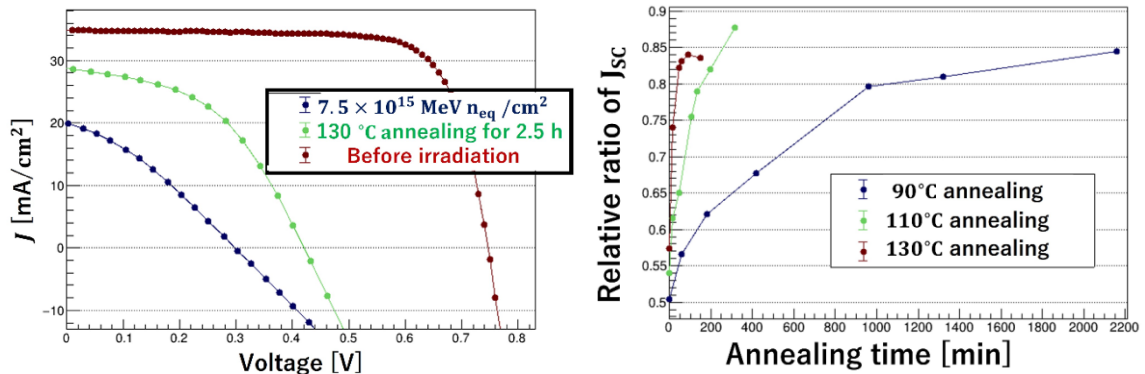 J [mA/cm²]
30
20
10
0
−10
7.5 × 10¹⁵ MeV n_eq /cm²
130 °C annealing for 2.5 h
Before irradiation
0 0.1 0.2 0.3 0.4 0.5 0.6 0.7 0.8
Voltage [V]
Relative ratio of J_SC
0.9
0.85
0.8
0.75
0.7
0.65
0.6
0.55
0.5
90°C annealing
110°C annealing
130°C annealing
0 200 400 600 800 1000 1200 1400 1600 1800 2000 2200
Annealing time [min]